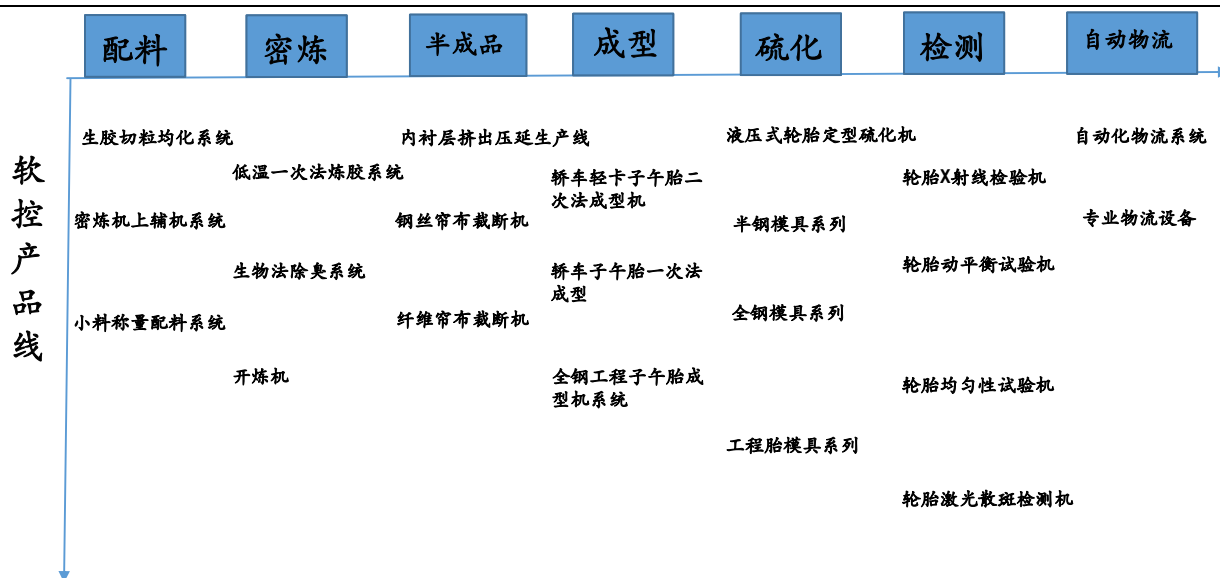 配料
密炼
半成品
成型
硫化
检测
自动物流
软控产品线
生胶切粒均化系统
密炼机上辅机系统
小料称量配料系统
低温一次法炼胶系统
生物法除臭系统
开炼机
内衬层挤出压延生产线
钢丝帘布裁断机
纤维帘布裁断机
轿车轻卡子午胎二
次法成型机
轿车子午胎一次法
成型
全钢工程子午胎成
型机系统
液压式轮胎定型硫化机
半钢模具系列
全钢模具系列
工程胎模具系列
轮胎X射线检验机
轮胎动平衡试验机
轮胎均匀性试验机
轮胎激光散斑检测机
自动化物流系统
专业物流设备